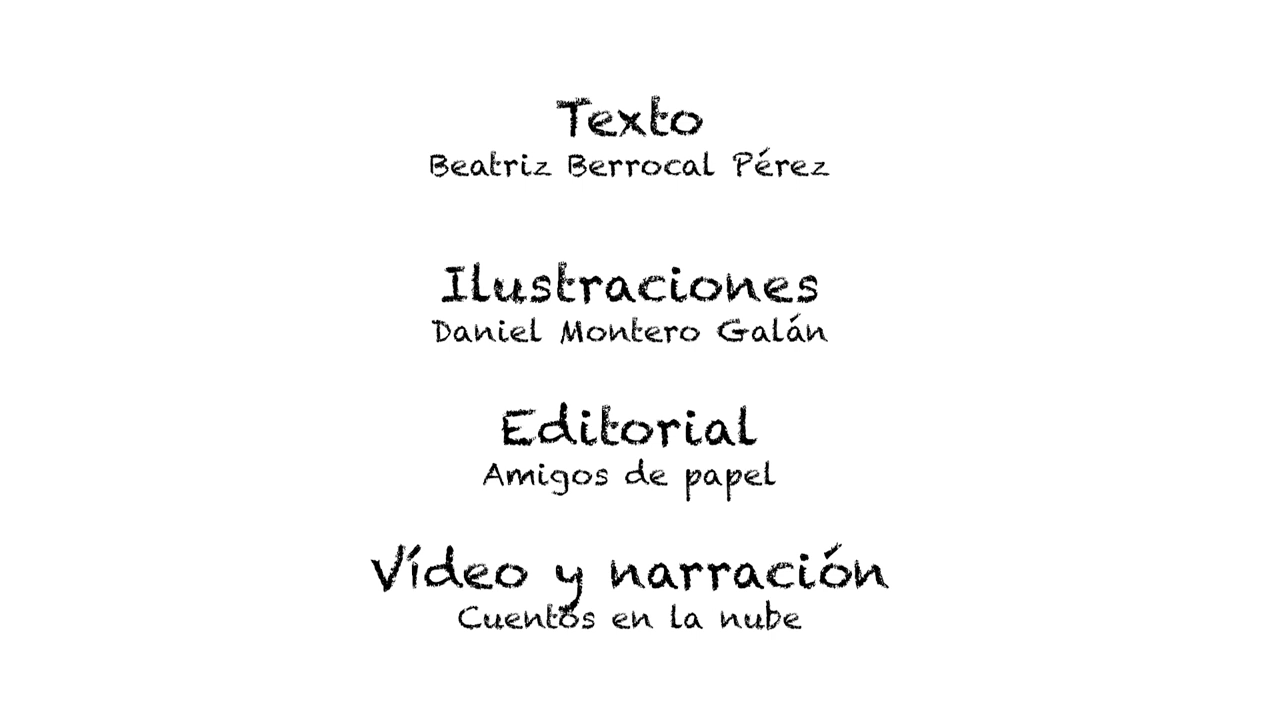 Texto
Beatriz Berrocal Pérez
Ilustraciones
Daniel Montero Galán
Editorial
Amigos de papel
Vídeo y narración
Cuentos en la nube